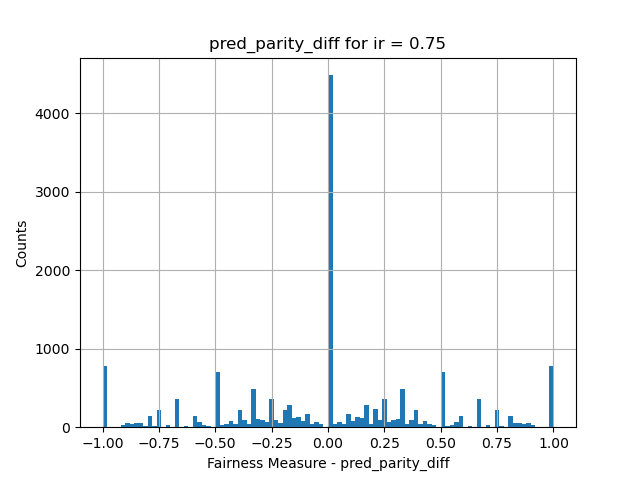 pred_parity_diff for ir = 0.75
Counts
4000
3000
2000
1000
0
−1.00 −0.75 −0.50 −0.25 0.00 0.25 0.50 0.75 1.00
Fairness Measure - pred_parity_diff